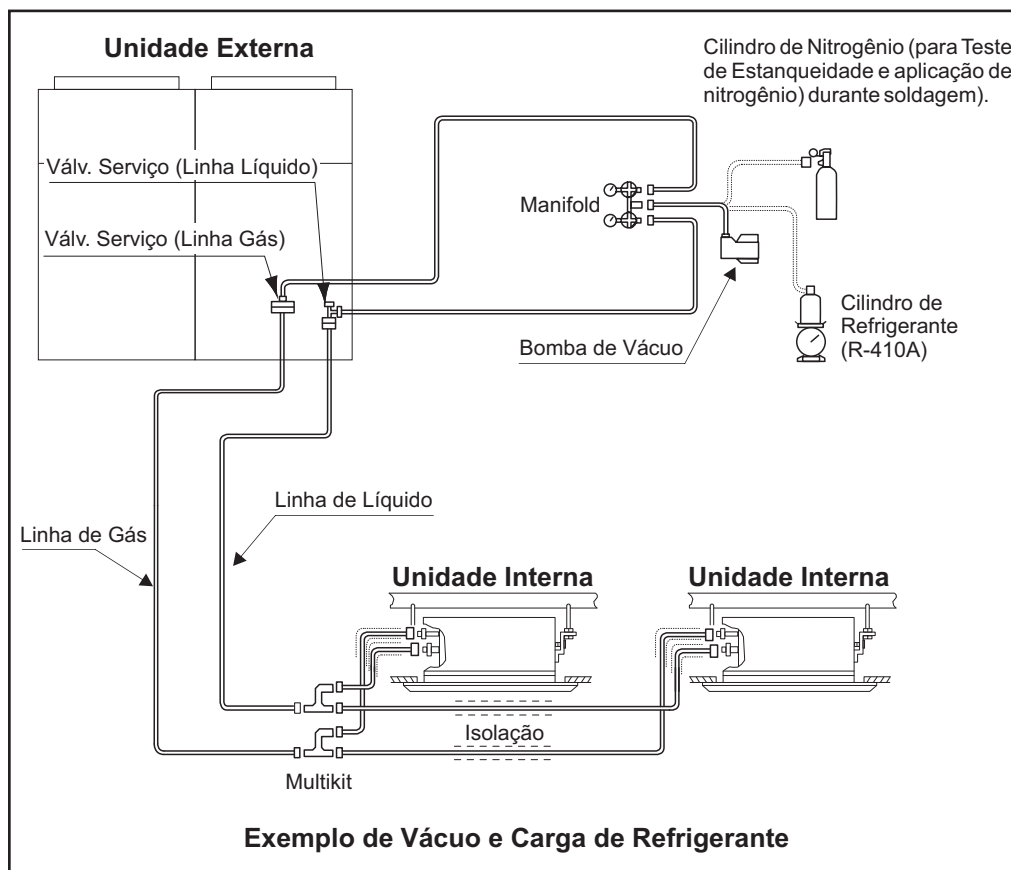 Unidade Externa
Cilindro de Nitrogênio (para Teste
de Estanqueidade e aplicação de
nitrogênio) durante soldagem).
Válv. Serviço (Linha Líquido)
Manifold
Válv. Serviço (Linha Gás)
Cilindro de
Refrigerante
(R-410A)
Bomba de Vácuo
Linha de Líquido
Linha de Gás
Unidade Interna
Unidade Interna
Isolação
Multikit
Exemplo de Vácuo e Carga de Refrigerante